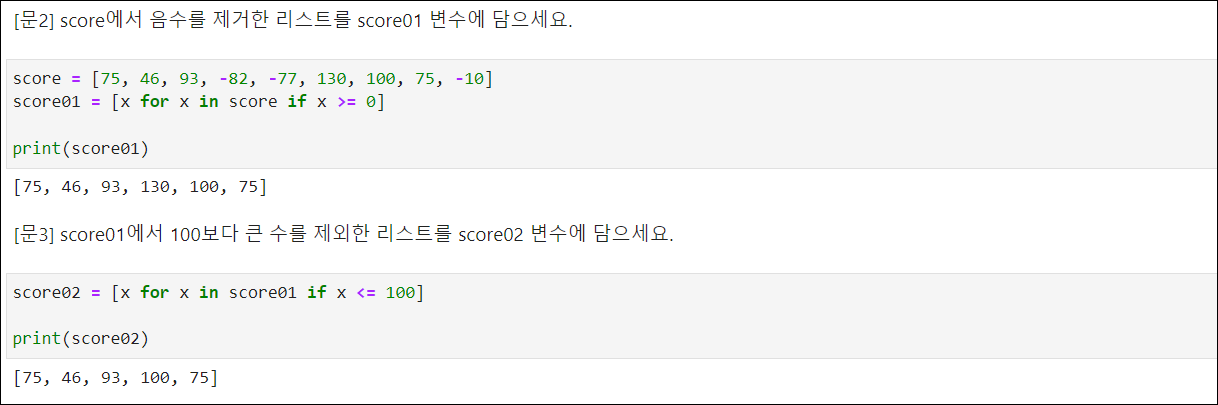 [문2] score에서 음수를 제거한 리스트를 score01 변수에 담으세요.
score = [75, 46, 93, -82, -77, 130, 100, 75, -10]
score01 = [x for x in score if x >= 0]
print(score01)
[75, 46, 93, 130, 100, 75]
[문3] score01에서 100보다 큰 수를 제외한 리스트를 score02 변수에 담으세요.
score02 = [x for x in score01 if x <= 100]
print(score02)
[75, 46, 93, 100, 75]